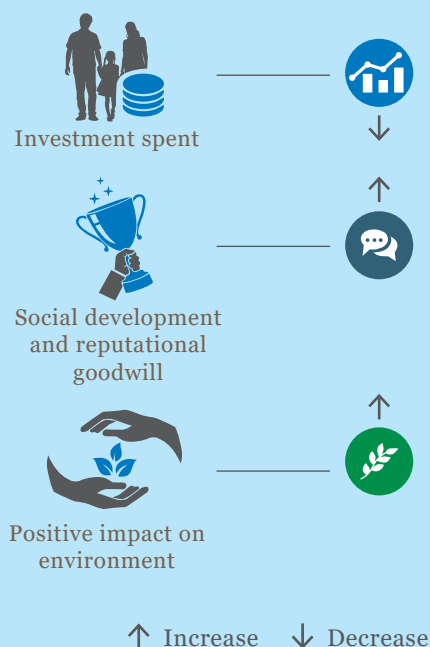 Investment spent
Social development
and reputational
goodwill
Positive impact on
environment
↑ Increase ↓ Decrease